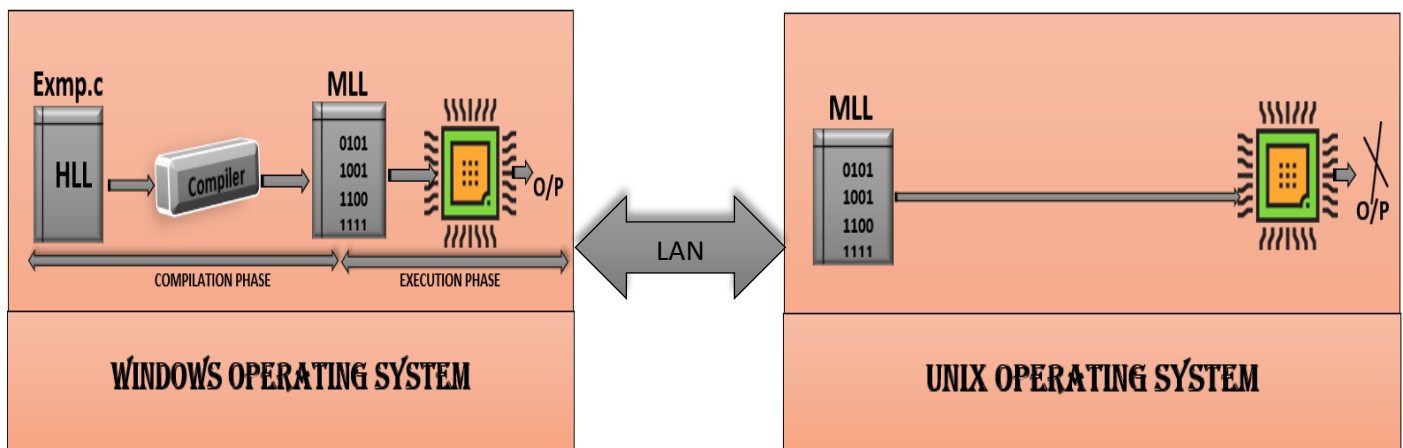 Exmp.c
HLL
Compiler
MLL
0101
1001
1100
1111
O/P
COMPILATION PHASE
EXECUTION PHASE
WINDOWS OPERATING SYSTEM
LAN
MLL
0101
1001
1100
1111
O/P
UNIX OPERATING SYSTEM